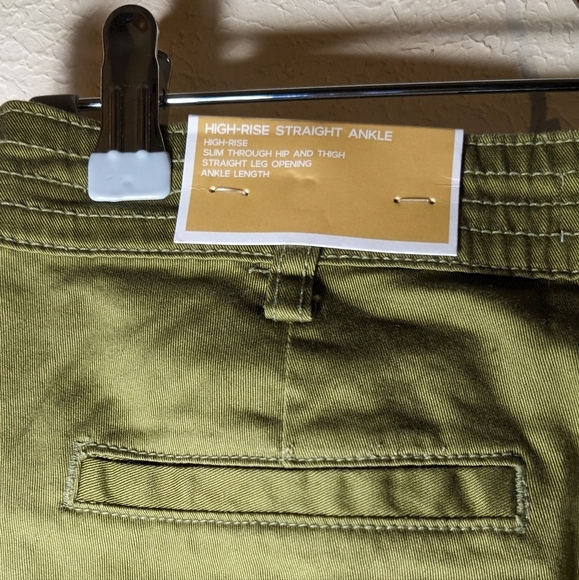 HIGH-RISE STRAIGHT ANKLE
HIGH-RISE
SLIM THROUGH HIP AND THIGH
STRAIGHT LEG OPENING
ANKLE LENGTH